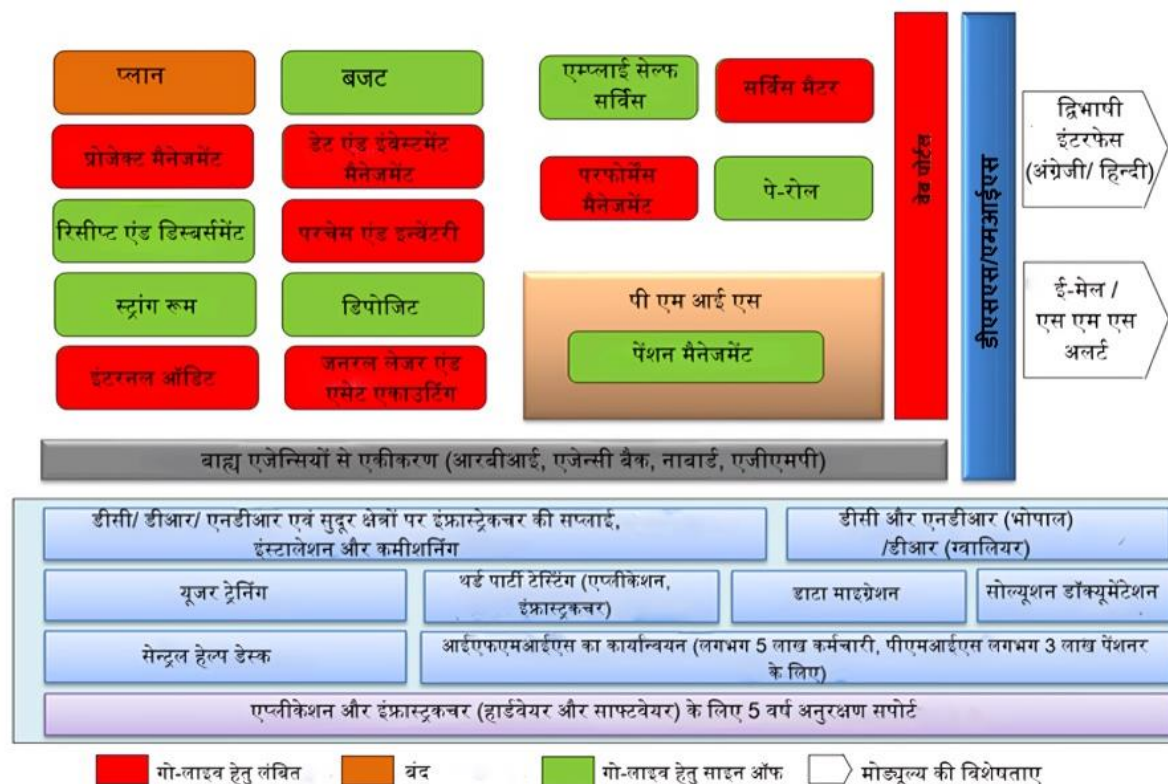 प्लान
बजट
एम्प्लाई सेल्फ
सर्विस
सर्विस मैटर
प्रोजेक्ट मैनेजमेंट
डेट एंड इंवेस्टमेंट
मैनेजमेंट
परफोर्मेंस
मैनेजमेंट
पे-रोल
रिसीप्ट एंड डिस्बर्समेंट
परचेस एंड इन्वेंटरी
स्ट्रांग रूम
डिपोजिट
पी एम आई एस
पेंशन मैनेजमेंट
इंटरनल ऑडिट
जनरल लेजर एंड
एसेट एकाउटिंग
वेब पोर्टल
डीएसएस/एमआईएस
द्विभाषी
इंटरफेस
(अंग्रेजी/ हिन्दी)
ई-मेल /
एस एम एस
अलर्ट
बाह्य एजेन्सियों से एकीकरण (आरबीआई, एजेन्सी बैक, नाबार्ड, एजीएमपी)
डीसी/ डीआर/ एनडीआर एवं सुदूर क्षेत्रों पर इंफ्रास्ट्रेकचर की सप्लाई,
इंस्टालेशन और कमीशनिंग
डीसी और एनडीआर (भोपाल)
/डीआर (ग्वालियर)
यूजर ट्रेनिंग
थर्ड पार्टी टेस्टिंग (एप्लीकेशन,
इंफ्रास्ट्रकचर)
डाटा माइग्रेशन
सोल्यूशन डॉक्यूमेंटेशन
सेन्ट्रल हेल्प डेस्क
आईएफएमआईएस का कार्यान्वियन (लगभग 5 लाख कर्मचारी, पीएमआईएस लगभग 3 लाख पेंशनर
के लिए)
एप्लीकेशन और इंफ्रास्ट्रकचर (हार्डवेयर और साफ्टवेयर) के लिए 5 वर्ष अनुरक्षण सपोर्ट
गो-लाइव हेतु लंबित
बंद
गो-लाइव हेतु साइन ऑफ
मोड्यूल्य की विशेषताए